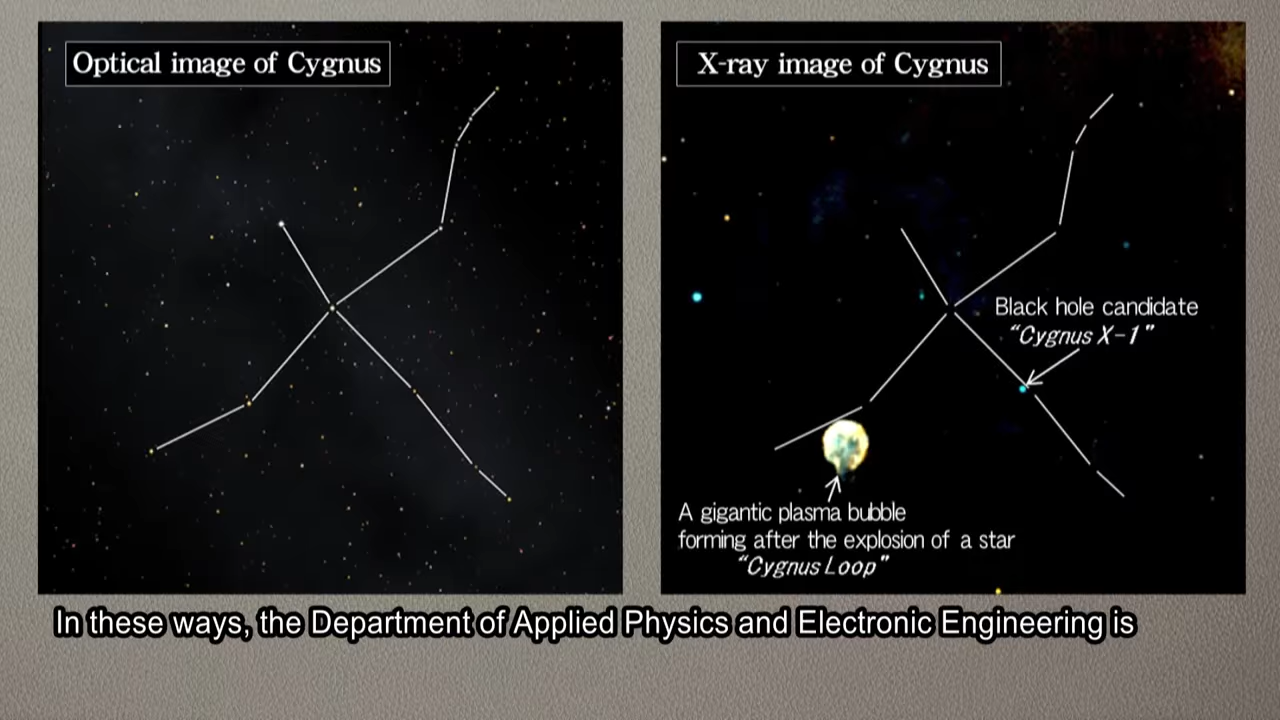 Optical image of Cygnus
X-ray image of Cygnus
Black hole candidate
“Cygnus X-1”
A gigantic plasma bubble
forming after the explosion of a star
“Cygnus Loop”
In these ways, the Department of Applied Physics and Electronic Engineering is